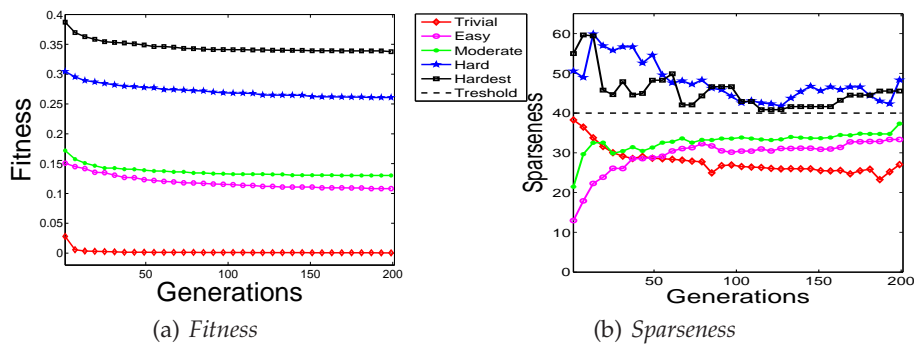 0.4
0.35
0.3
0.25
0.2
0.15
0.1
0.05
0
Fitness
50
100
150
200
Generations
(a) Fitness
Trivial
Easy
Moderate
Hard
Hardest
Treshold
60
50
40
30
20
10
0
Sparseness
0
50
100
150
200
Generations
(b) Sparseness